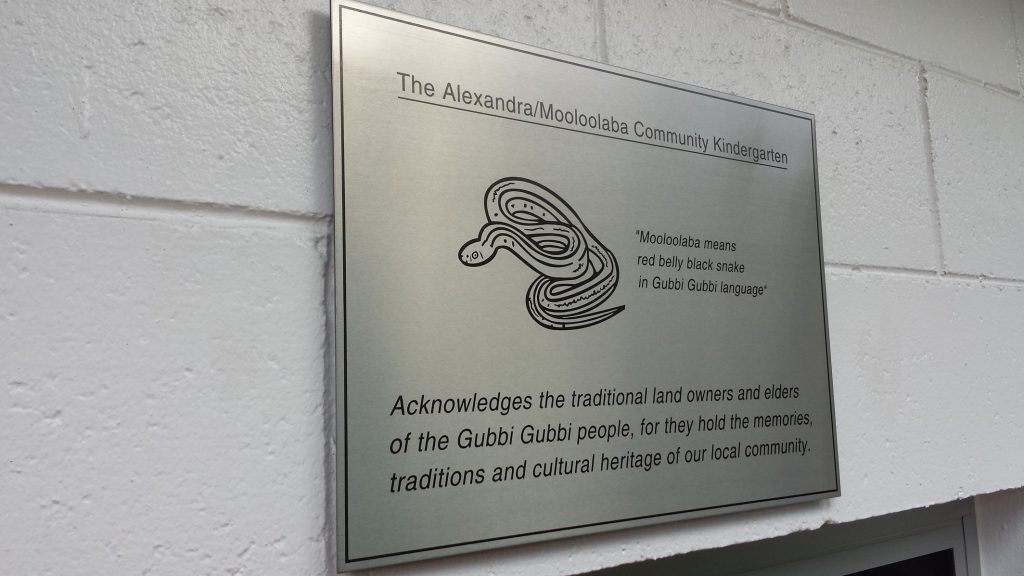 The Alexandra/Mooloolaba Community Kindergarten
"Mooloolaba means
red belly black snake
in Gubbi Gubbi language"
Acknowledges the traditional land owners and elders
of the Gubbi Gubbi people, for they hold the memories,
traditions and cultural heritage of our local community.